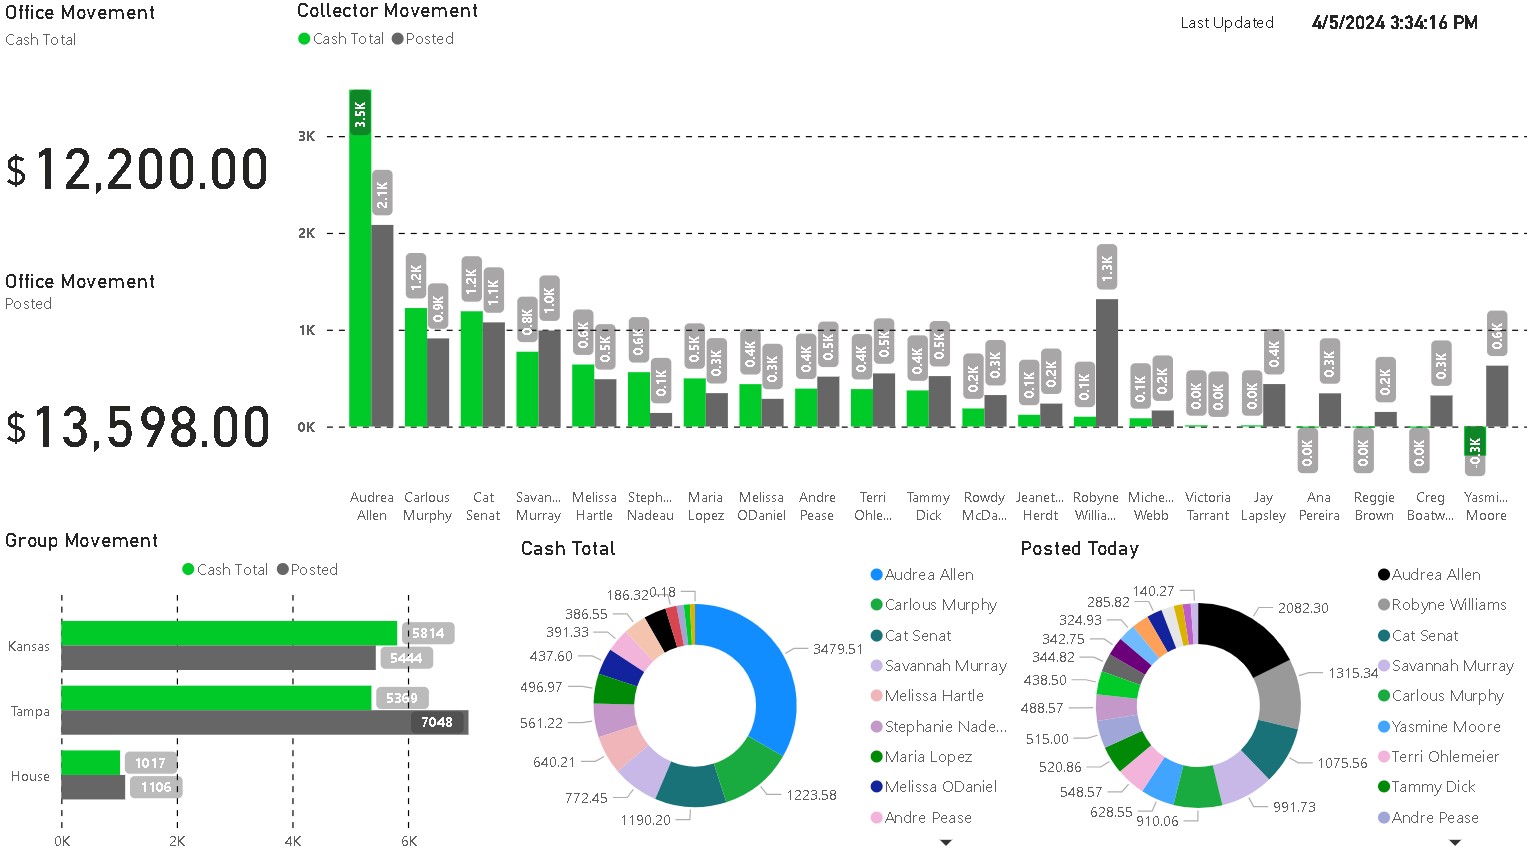 Office Movement
Cash Total
$12,200.00
Office Movement
Posted
$13,598.00
Collector Movement
Cash Total Posted
Last Updated 4/5/2024 3:34:16 PM
3K
2K
1K
0K
3.5K 2.1K 1.2K 0.9K 1.2K 1.1K 0.8K 1.0K 0.6K 0.5K 0.6K 0.1K 0.5K 0.3K 0.4K 0.3K 0.4K 0.5K 0.4K 0.5K 0.4K 0.5K 0.2K 0.3K 0.1K 0.2K 0.1K 1.3K 0.1K 0.2K 0.0K 0.0K 0.0K 0.4K 0.0K 0.3K 0.0K 0.2K 0.0K 0.3K -0.3K 0.6K
Audrea Carlous Cat Savan... Melissa Steph... Maria Melissa Andre Terri Tammy Rowdy Jeanet... Robyne Miche... Victoria Jay Ana Reggie Creg Yasmi...
Allen Murphy Senat Murray Hartle Nadeau Lopez ODaniel Pease Ohle... Dick McDa... Herdt Willia... Webb Tarrant Lapsley Pereira Brown Boatw... Moore
Group Movement
Cash Total Posted
Kansas 5814
5444
Tampa 5369
7048
House 1017
1106
0K 2K 4K 6K
Cash Total
3479.51
1223.58
1190.20
772.45
640.21
561.22
496.97
437.60
391.33
386.55
186.32
0.18
Audrea Allen
Carlous Murphy
Cat Senat
Savannah Murray
Melissa Hartle
Stephanie Nade...
Maria Lopez
Melissa ODaniel
Andre Pease
Posted Today
2082.30
1315.34
1075.56
991.73
910.06
628.55
548.57
520.86
515.00
488.57
438.50
344.82
342.75
324.93
285.82
140.27
Audrea Allen
Robyne Williams
Cat Senat
Savannah Murray
Carlous Murphy
Yasmine Moore
Terri Ohlemeier
Tammy Dick
Andre Pease